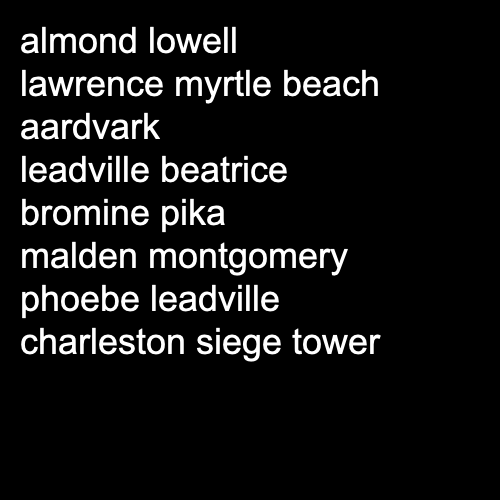 almond lowell
lawrence myrtle beach
aardvark
leadville beatrice
bromine pika
malden montgomery
phoebe leadville
charleston siege tower